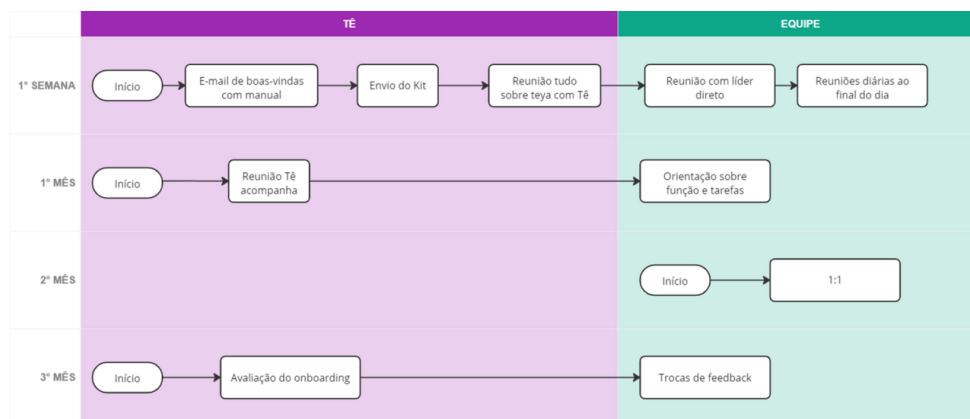 TÊ
EQUIPE
1° SEMANA
Início
E-mail de boas-vindas
com manual
Envio do Kit
Reunião tudo
sobre teya com Tê
Reunião com líder
direto
Reuniões diárias ao
final do dia
1° MÊS
Início
Reunião Tê
acompanha
Orientação sobre
função e tarefas
2° MÊS
Início
1:1
3° MÊS
Início
Avaliação do onboarding
Trocas de feedback